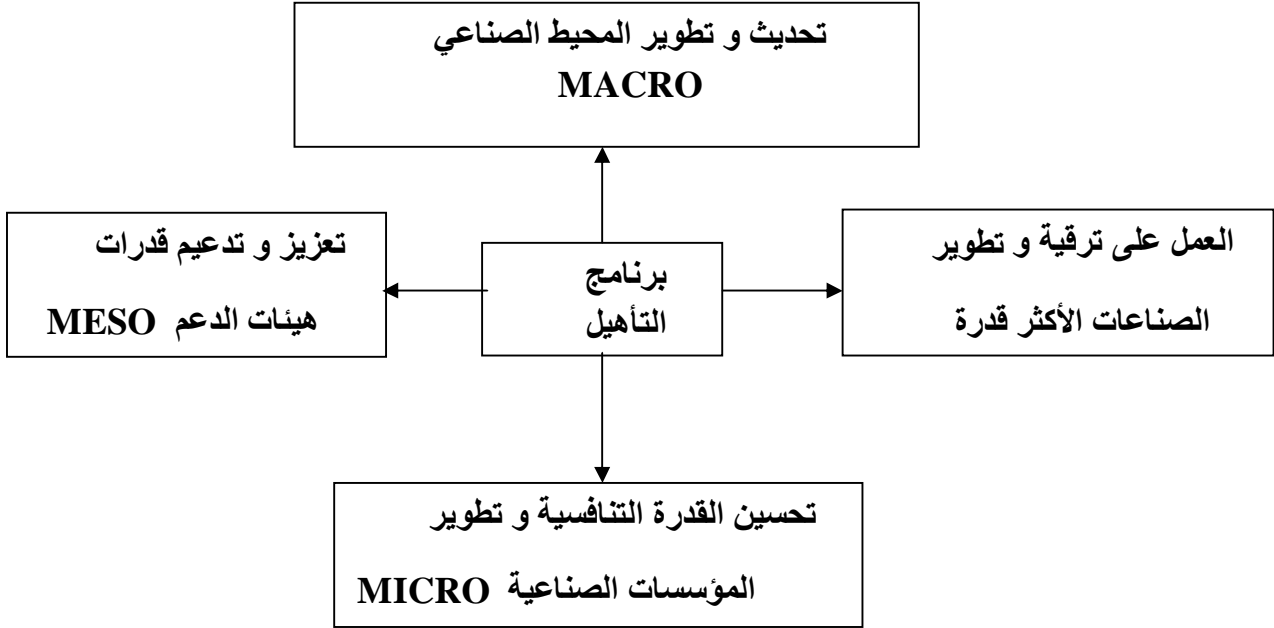 تحديث و تطوير المحيط الصناعي
MACRO
العمل على ترقية و تطوير
الصناعات الأكثر قدرة
برنامج
التأهيل
تعزيز و تدعيم قدرات
هيئات الدعم MESO
تحسين القدرة التنافسية و تطوير
المؤسسات الصناعية MICRO